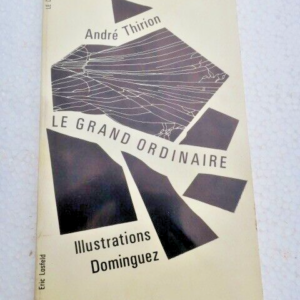 André Thirion
LE GRAND ORDINAIRE
Illustrations
Dominguez
Eric Losfeld